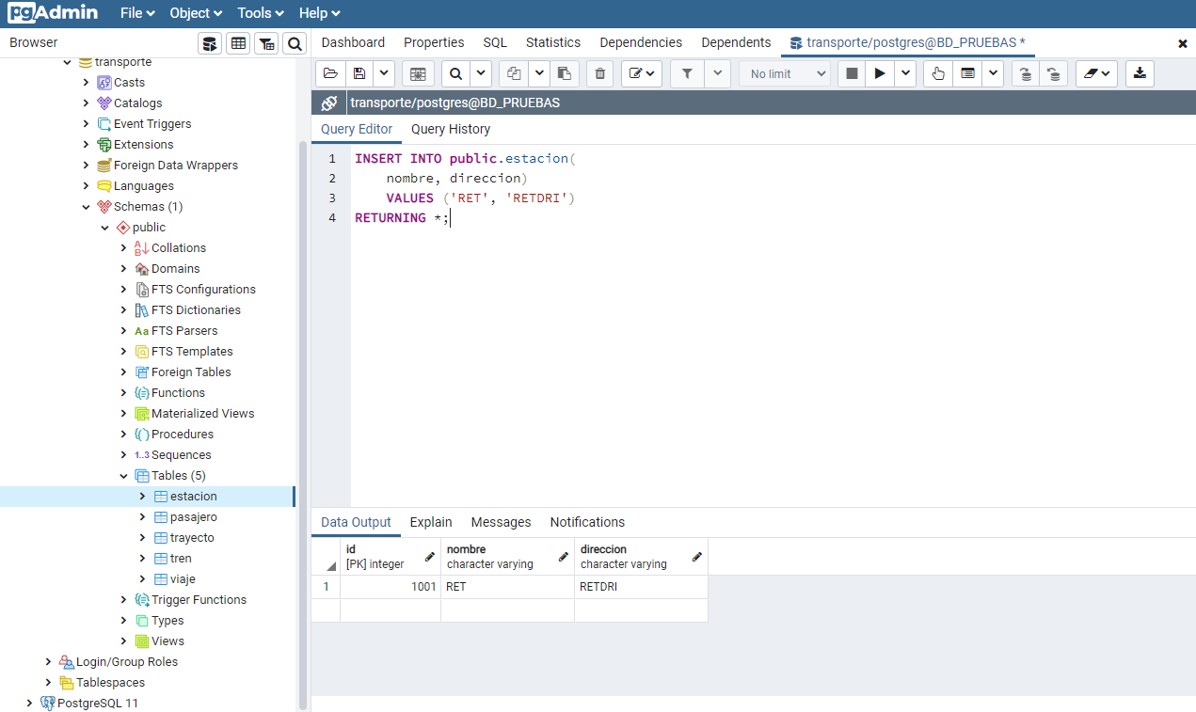 pgAdmin File Object Tools Help
Browser
Dashboard Properties SQL Statistics Dependencies Dependents transporte/postgres@BD_PRUEBAS *
No limit
transporte/postgres@BD_PRUEBAS
Query Editor Query History
transporte
Casts
Catalogs
Event Triggers
Extensions
Foreign Data Wrappers
Languages
Schemas (1)
public
Collations
Domains
FTS Configurations
FTS Dictionaries
Aa FTS Parsers
FTS Templates
Foreign Tables
Functions
Materialized Views
Procedures
1..3 Sequences
Tables (5)
estacion
pasajero
trayecto
tren
viaje
Trigger Functions
Types
Views
Login/Group Roles
Tablespaces
PostgreSQL 11
1 INSERT INTO public.estacion(
2 nombre, direccion)
3 VALUES ('RET', 'RETDRI')
4 RETURNING *;
Data Output Explain Messages Notifications
id nombre direccion
[PK] integer character varying character varying
1 1001 RET RETDRI